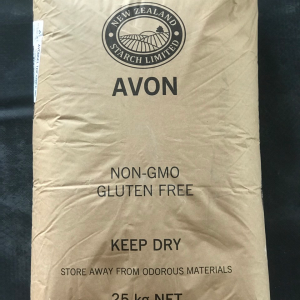 NEW ZEALAND
STARCH LIMITED
AVON
NON-GMO
GLUTEN FREE
KEEP DRY
STORE AWAY FROM ODOROUS MATERIALS
25 kg NET